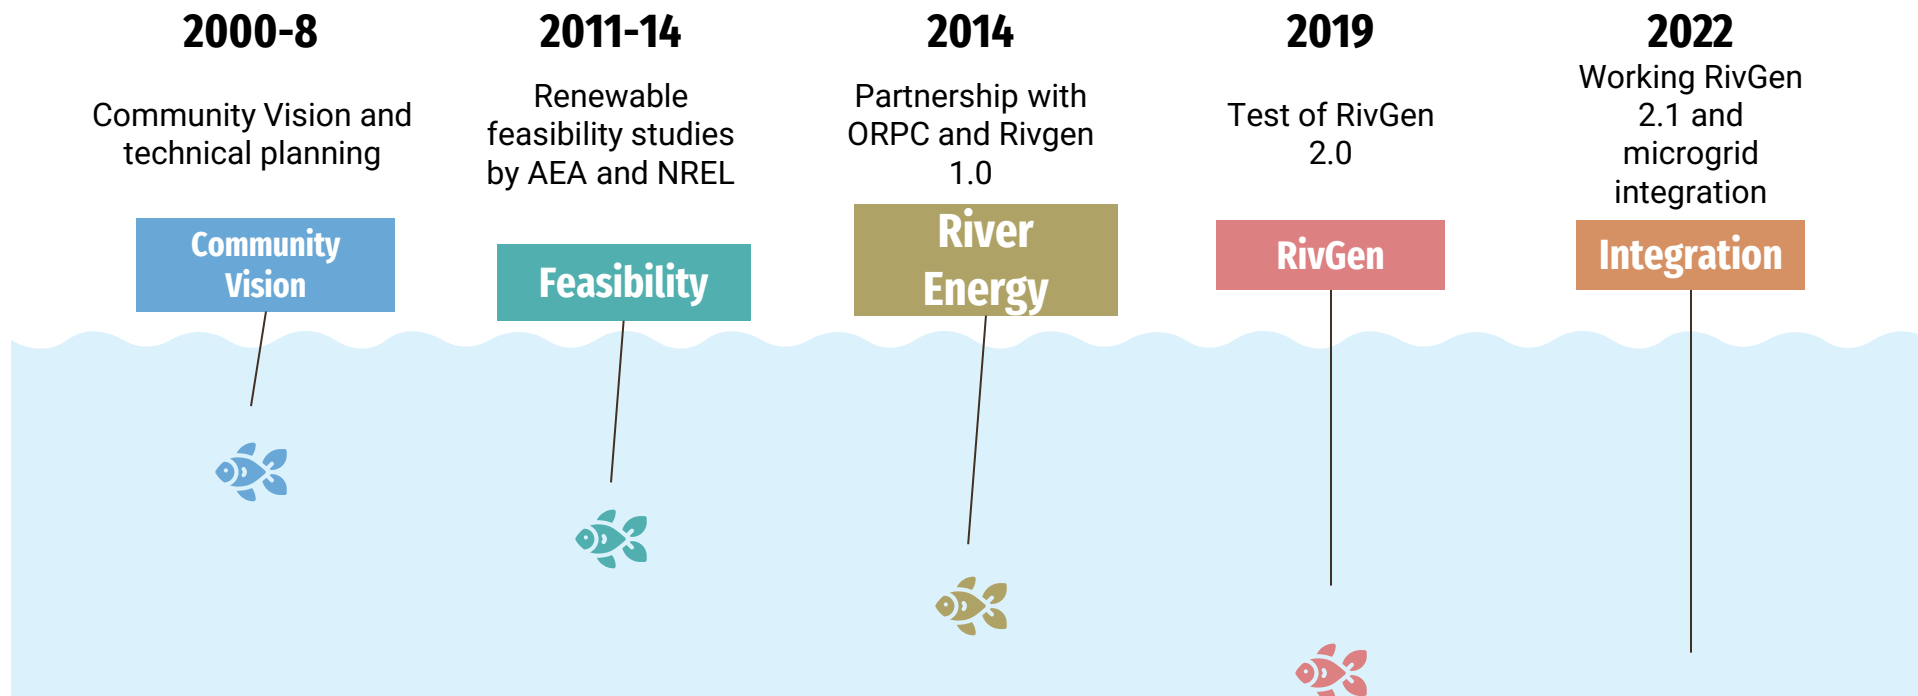 2000-8
Community Vision and
technical planning
Community
Vision
2011-14
Renewable
feasibility studies
by AEA and NREL
Feasibility
2014
Partnership with
ORPC and Rivgen
1.0
River
Energy
2019
Test of RivGen
2.0
RivGen
2022
Working RivGen
2.1 and
microgrid
integration
Integration